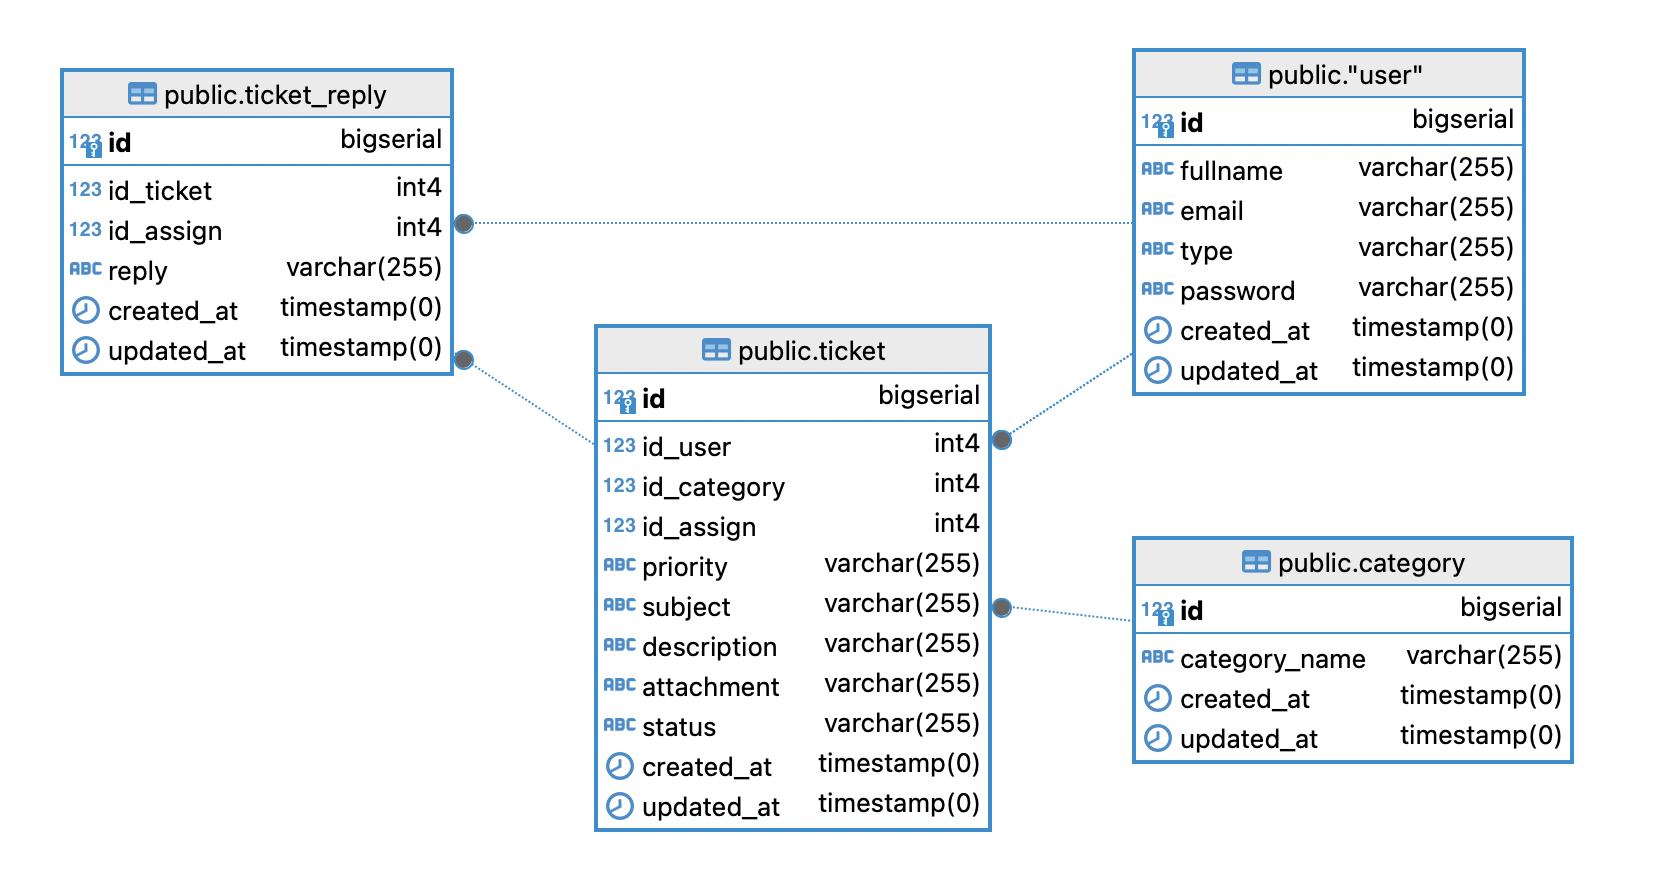 public.ticket_reply
123 id bigserial
123 id_ticket int4
123 id_assign int4
ABC reply varchar(255)
created_at timestamp(0)
updated_at timestamp(0)
public."user"
123 id bigserial
ABC fullname varchar(255)
ABC email varchar(255)
ABC type varchar(255)
ABC password varchar(255)
created_at timestamp(0)
updated_at timestamp(0)
public.ticket
123 id bigserial
123 id_user int4
123 id_category int4
123 id_assign int4
ABC priority varchar(255)
ABC subject varchar(255)
ABC description varchar(255)
ABC attachment varchar(255)
ABC status varchar(255)
created_at timestamp(0)
updated_at timestamp(0)
public.category
123 id bigserial
ABC category_name varchar(255)
created_at timestamp(0)
updated_at timestamp(0)